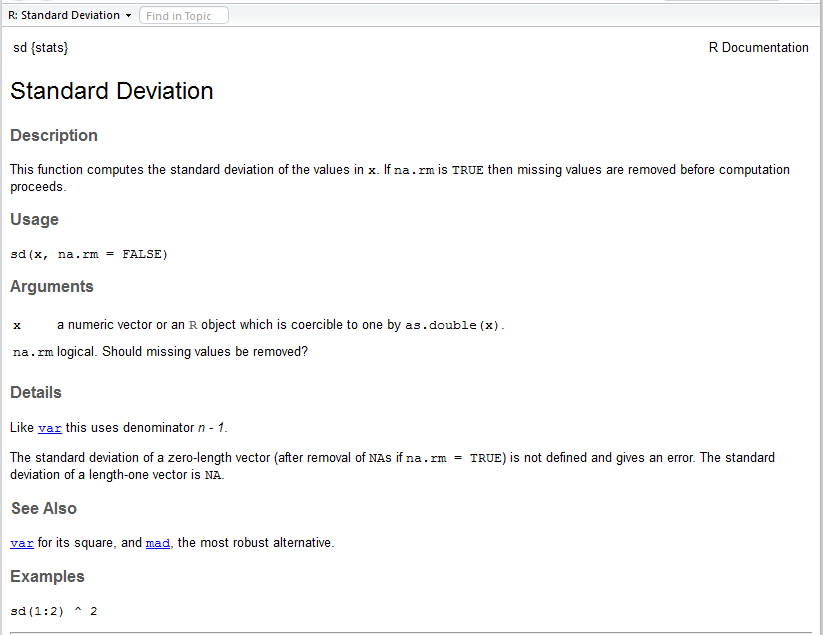 R: Standard Deviation
Find in Topic
sd {stats}
R Documentation
Standard Deviation
Description
This function computes the standard deviation of the values in x. If na.rm is TRUE then missing values are removed before computation
proceeds.
Usage
sd(x, na.rm = FALSE)
Arguments
x a numeric vector or an R object which is coercible to one by as.double(x).
na.rm logical. Should missing values be removed?
Details
Like var this uses denominator n - 1.
The standard deviation of a zero-length vector (after removal of NAs if na.rm = TRUE) is not defined and gives an error. The standard
deviation of a length-one vector is NA.
See Also
var for its square, and mad, the most robust alternative.
Examples
sd(1:2) ^ 2